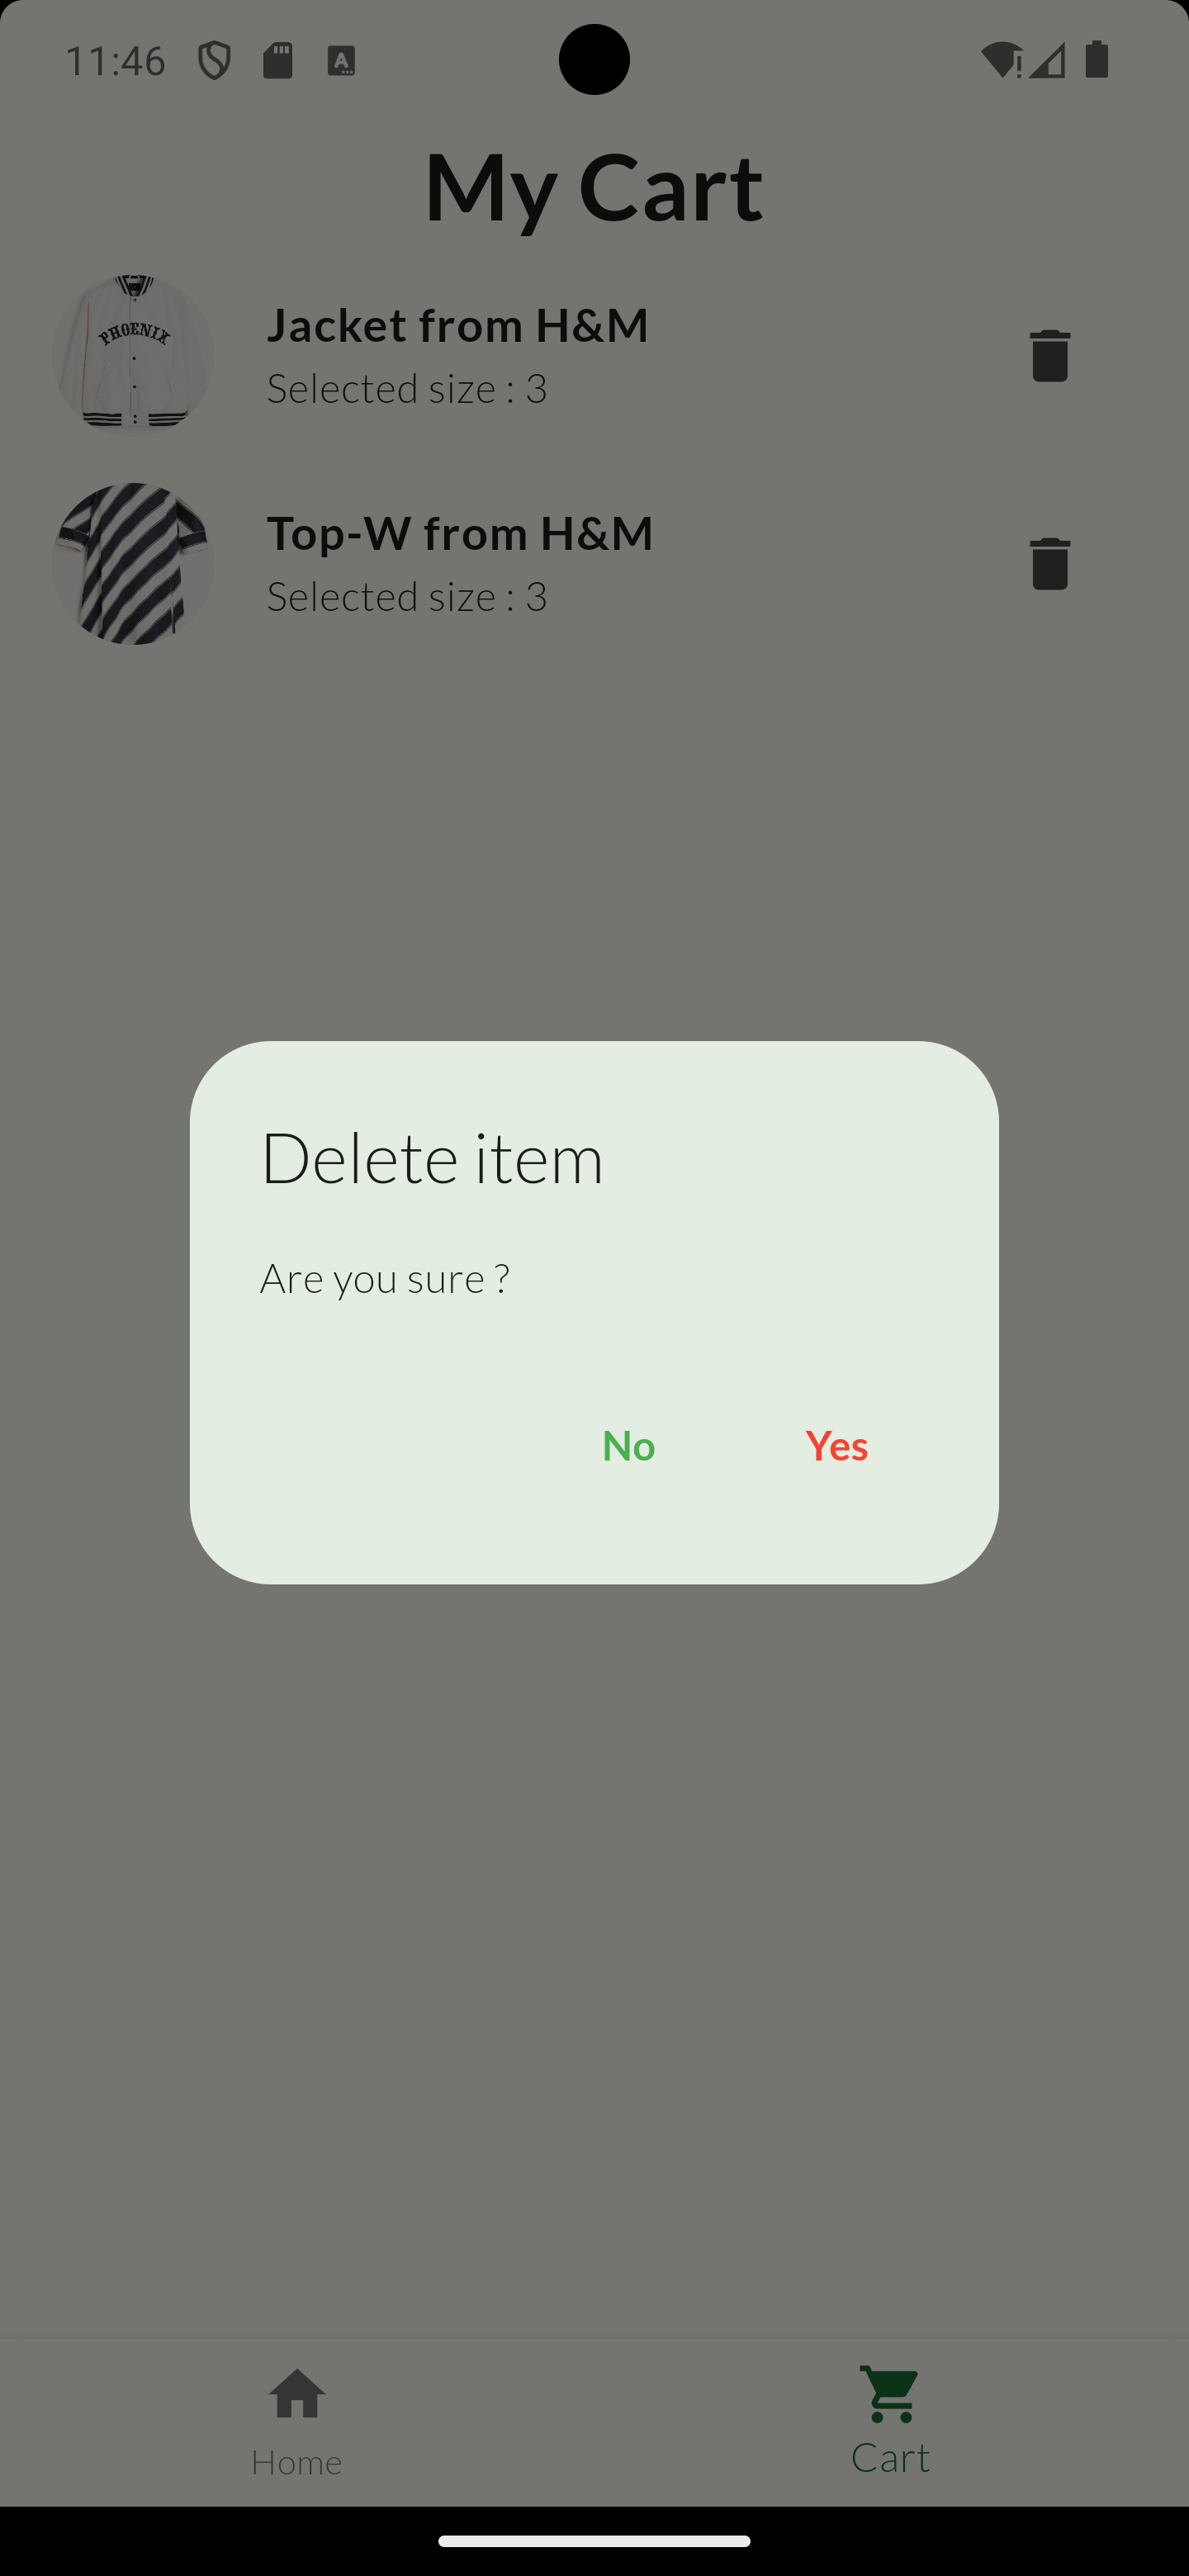 11:46
My Cart
PHOENIX
Jacket from H&M
Selected size : 3
Top-W from H&M
Selected size : 3
Delete item
Are you sure ?
No Yes
Home
Cart